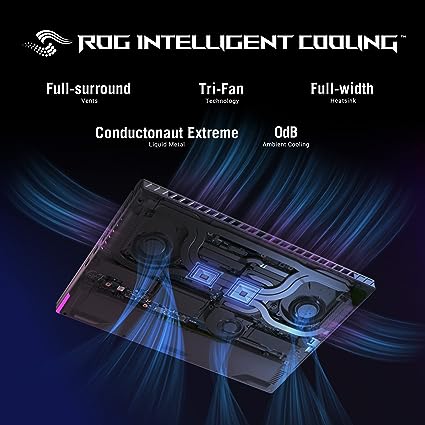 ROG INTELLIGENT COOLING™
Full-surround
Vents
Tri-Fan
Technology
Full-width
Heatsink
Conductonaut Extreme
Liquid Metal
0dB
Ambient Cooling